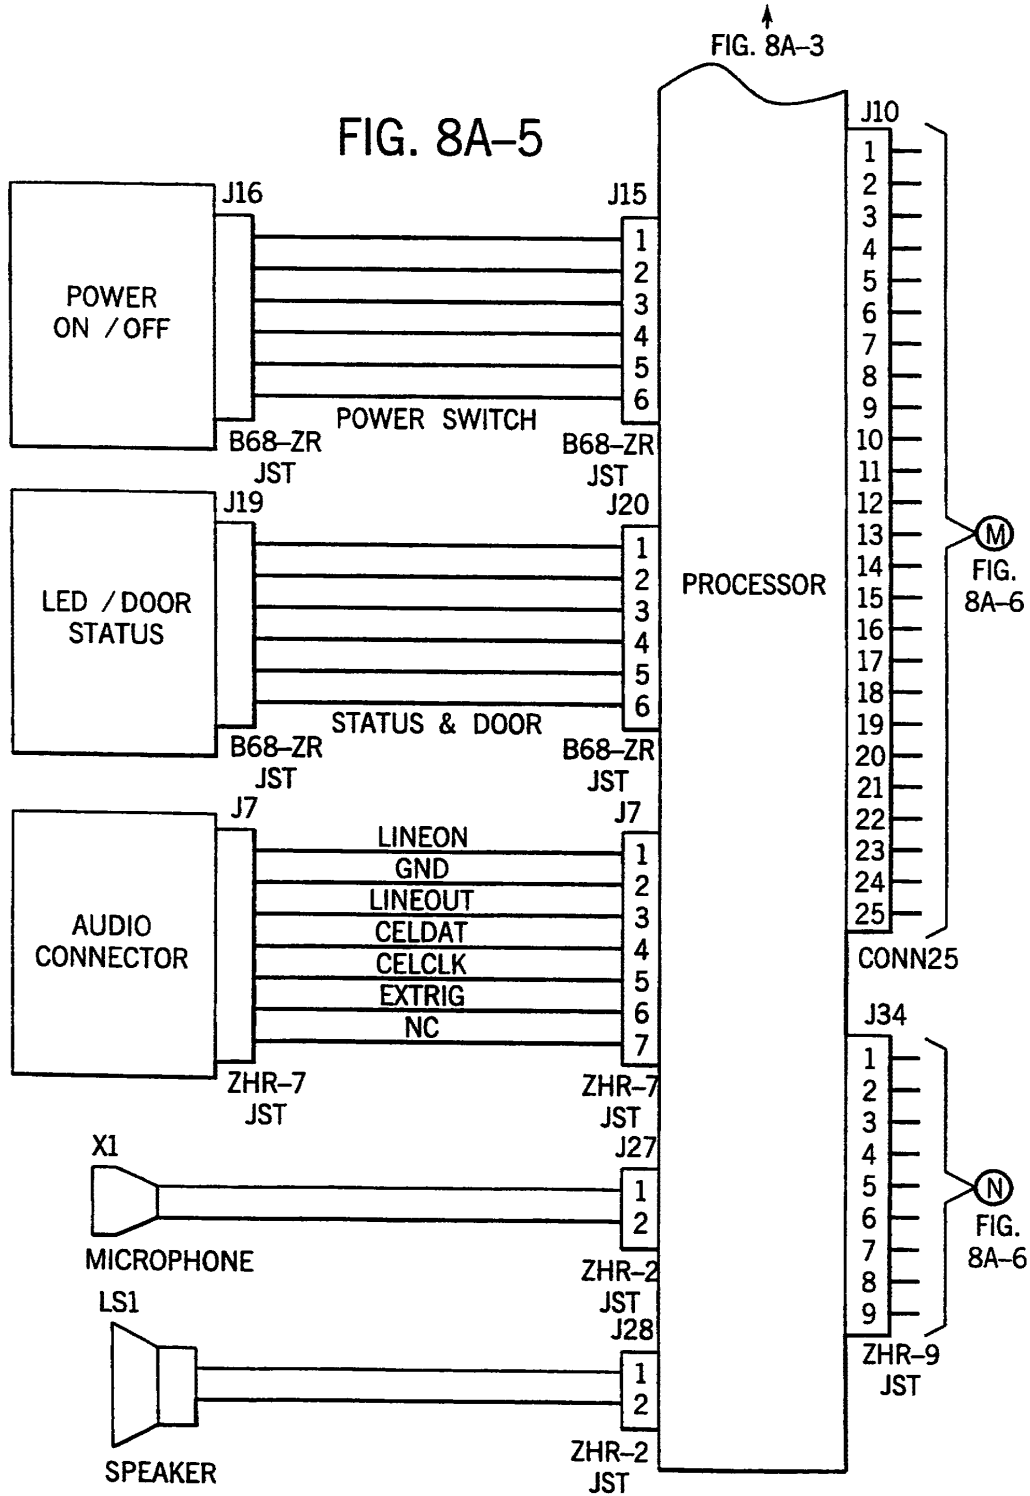 FIG. 8A–3
FIG. 8A–5
J16
J15
POWER
ON /OFF
1
2
3
4
5
6
POWER SWITCH
B68–ZR
JST
B68–ZR
JST
J19
J20
LED /DOOR
STATUS
1
2
3
4
5
6
STATUS & DOOR
B68–ZR
JST
B68–ZR
JST
J7
J7
AUDIO
CONNECTOR
LINEON
GND
LINEOUT
CELDAT
CELCLK
EXTRIG
NC
1
2
3
4
5
6
7
ZHR–7
JST
ZHR–7
JST
X1
J27
1
2
MICROPHONE
ZHR–2
JST
LS1
J28
1
2
SPEAKER
ZHR–2
JST
PROCESSOR
J10
1
2
3
4
5
6
7
8
9
10
11
12
13
14
15
16
17
18
19
20
21
22
23
24
25
CONN25
M
FIG.
8A–6
J34
1
2
3
4
5
6
7
8
9
ZHR–9
JST
N
FIG.
8A–6